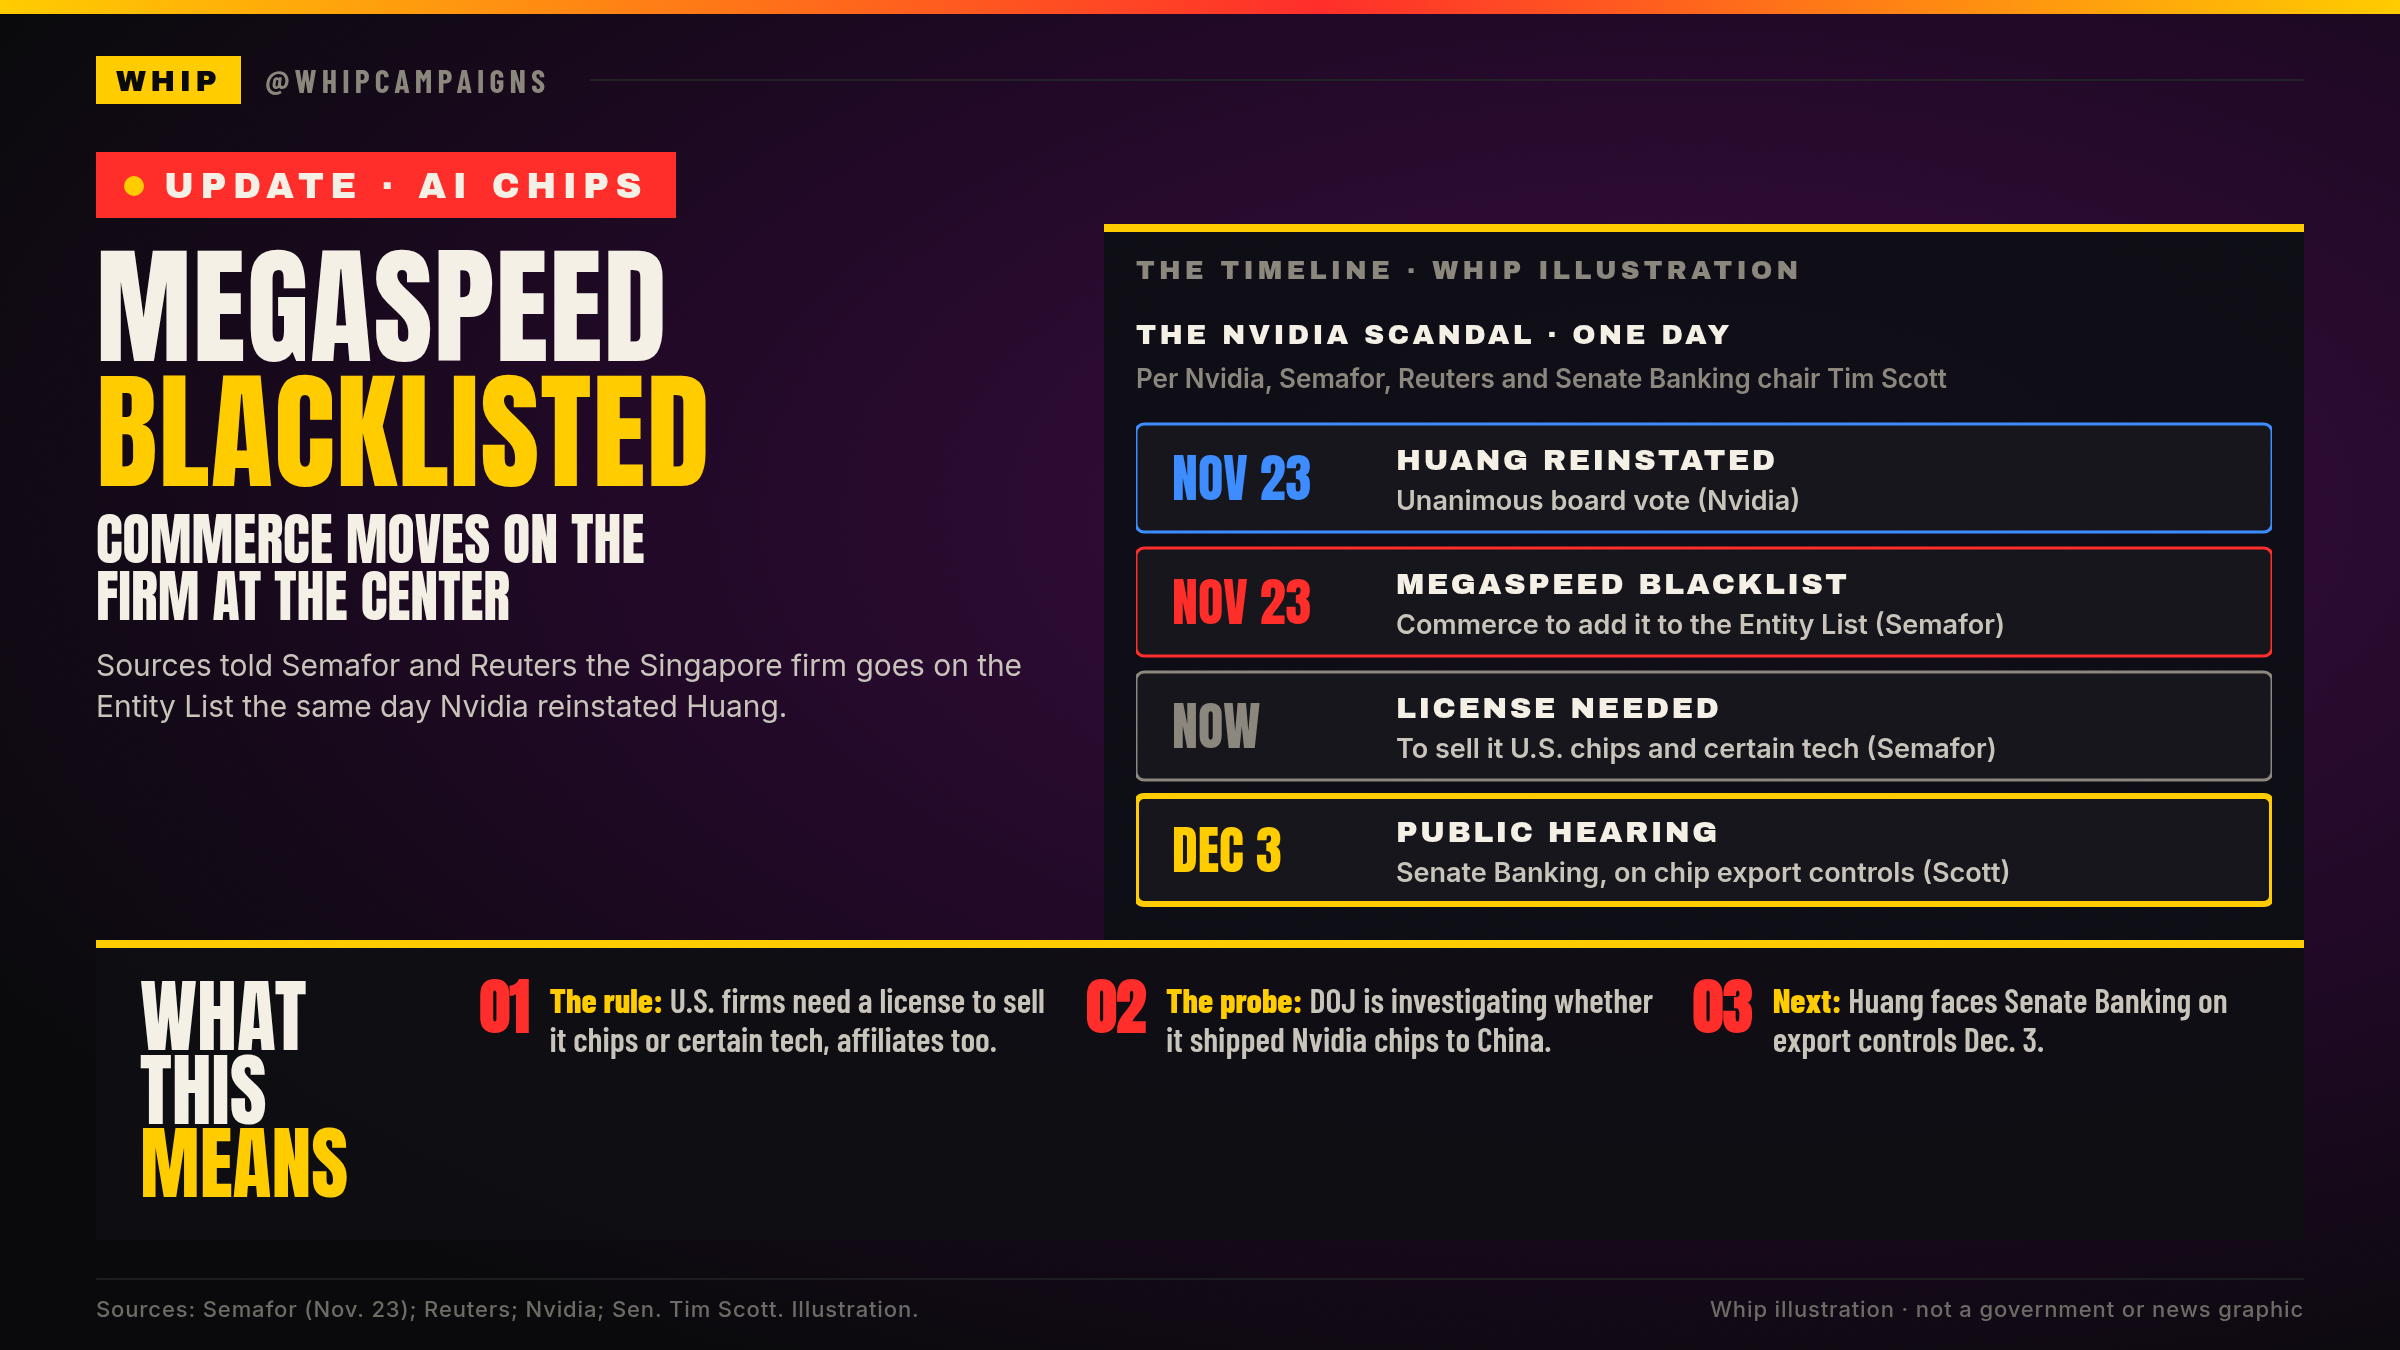 WHIP @WHIPCAMPAIGNS
UPDATE · AI CHIPS
MEGASPEED
BLACKLISTED
COMMERCE MOVES ON THE
FIRM AT THE CENTER
Sources told Semafor and Reuters the Singapore firm goes on the
Entity List the same day Nvidia reinstated Huang.
THE TIMELINE · WHIP ILLUSTRATION
THE NVIDIA SCANDAL · ONE DAY
Per Nvidia, Semafor, Reuters and Senate Banking chair Tim Scott
NOV 23
HUANG REINSTATED
Unanimous board vote (Nvidia)
NOV 23
MEGASPEED BLACKLIST
Commerce to add it to the Entity List (Semafor)
NOW
LICENSE NEEDED
To sell it U.S. chips and certain tech (Semafor)
DEC 3
PUBLIC HEARING
Senate Banking, on chip export controls (Scott)
WHAT
THIS
MEANS
01
The rule: U.S. firms need a license to sell
it chips or certain tech, affiliates too.
02
The probe: DOJ is investigating whether
it shipped Nvidia chips to China.
03
Next: Huang faces Senate Banking on
export controls Dec. 3.
Sources: Semafor (Nov. 23); Reuters; Nvidia; Sen. Tim Scott. Illustration.
Whip illustration · not a government or news graphic